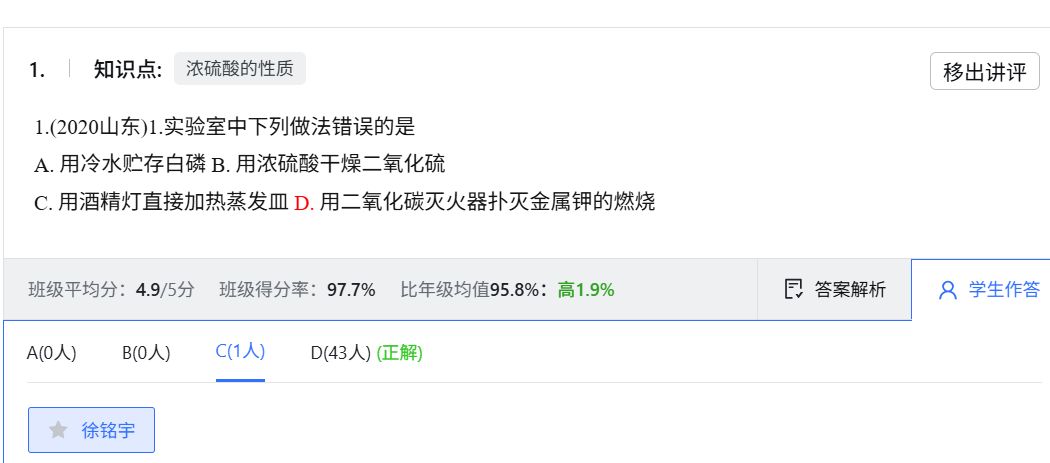 1. 知识点: 浓硫酸的性质 移出讲评
1.(2020山东)1.实验室中下列做法错误的是
A. 用冷水贮存白磷 B. 用浓硫酸干燥二氧化硫
C. 用酒精灯直接加热蒸发皿 D. 用二氧化碳灭火器扑灭金属钾的燃烧
班级平均分：4.9/5分 班级得分率：97.7% 比年级均值95.8%：高1.9% 答案解析 学生作答
A(0人) B(0人) C(1人) D(43人) (正解)
徐铭宇